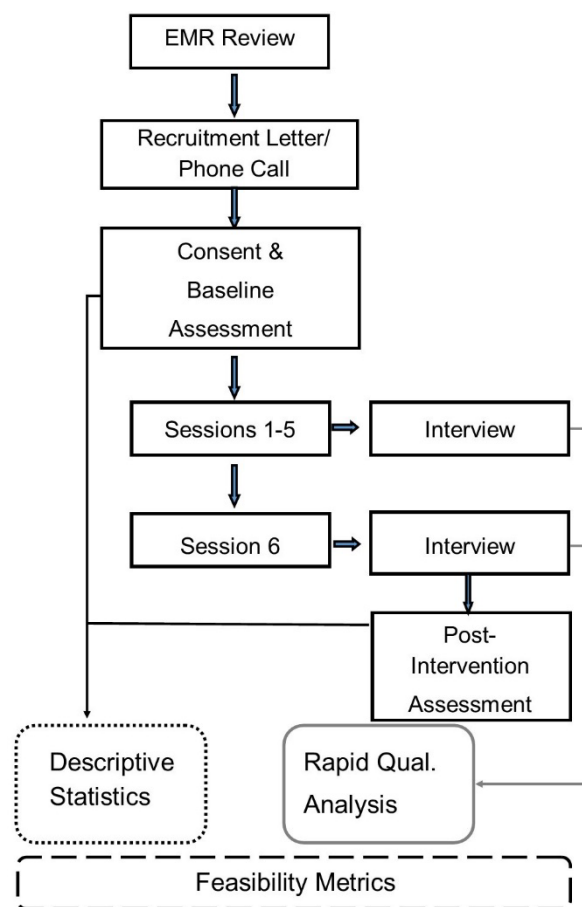 EMR Review
Recruitment Letter/
Phone Call
Consent &
Baseline
Assessment
Sessions 1-5
Interview
Session 6
Interview
Post-
Intervention
Assessment
Descriptive
Statistics
Rapid Qual.
Analysis
Feasibility Metrics